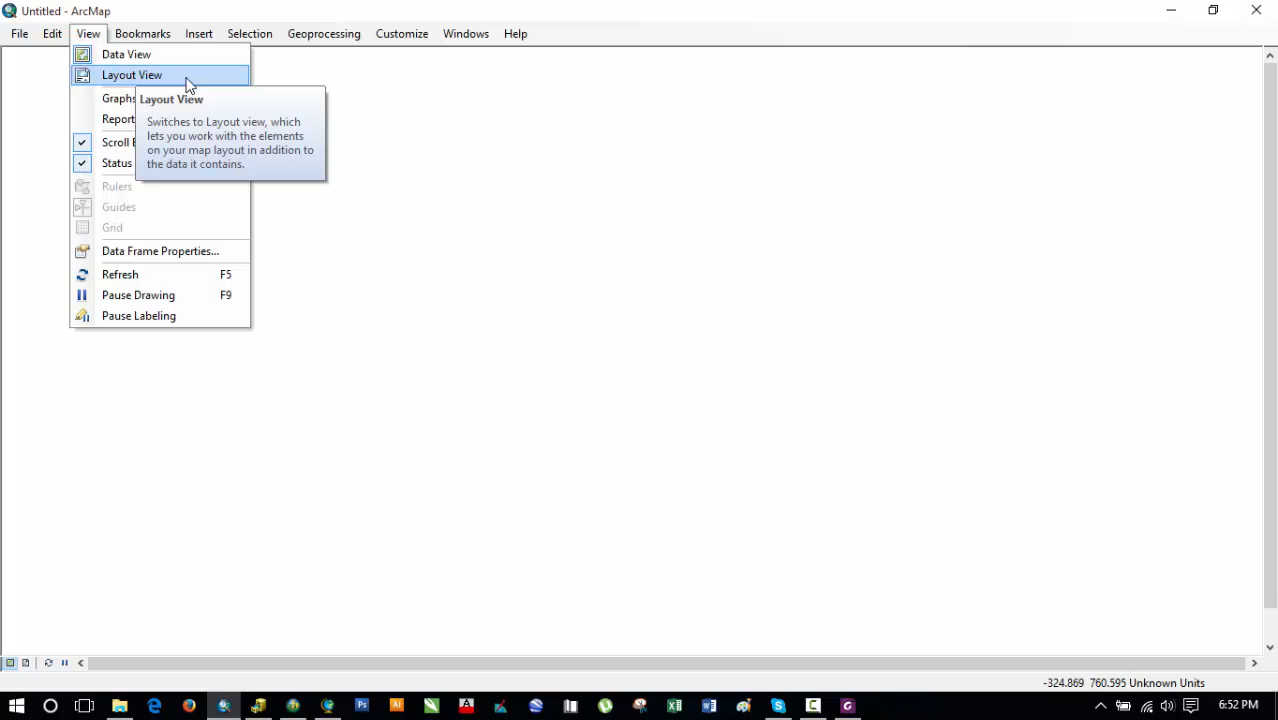 Untitled - ArcMap
File Edit View Bookmarks Insert Selection Geoprocessing Customize Windows Help
Data View
Layout View
Graphs
Layout View
Report
Switches to Layout view, which
lets you work with the elements
on your map layout in addition to
the data it contains.
Scroll B
Status
Rulers
Guides
Grid
Data Frame Properties...
Refresh F5
Pause Drawing F9
Pause Labeling
-324.869 760.595 Unknown Units
6:52 PM